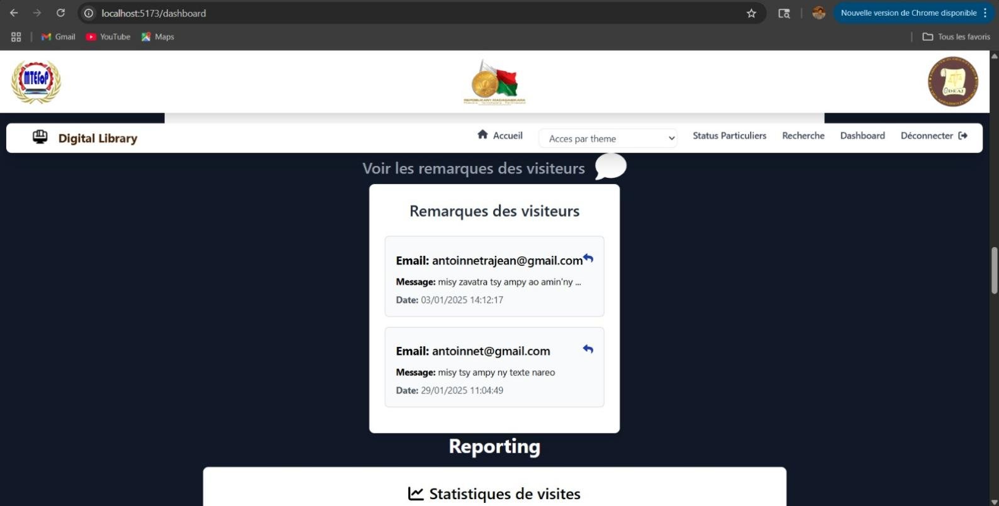 localhost:5173/dashboard
Nouvelle version de Chrome disponible
Gmail YouTube Maps
Tous les favoris
MTEFoP
REPOBLIKAN'I MADAGASIKARA
DEAJ
Digital Library
Accueil
Acces par theme
Status Particuliers
Recherche
Dashboard
Déconnecter
Voir les remarques des visiteurs
Remarques des visiteurs
Email: antoinnetrajean@gmail.com
Message: misy zavatra tsy ampy ao amin'ny ...
Date: 03/01/2025 14:12:17
Email: antoinnet@gmail.com
Message: misy tsy ampy ny texte nareo
Date: 29/01/2025 11:04:49
Reporting
Statistiques de visites